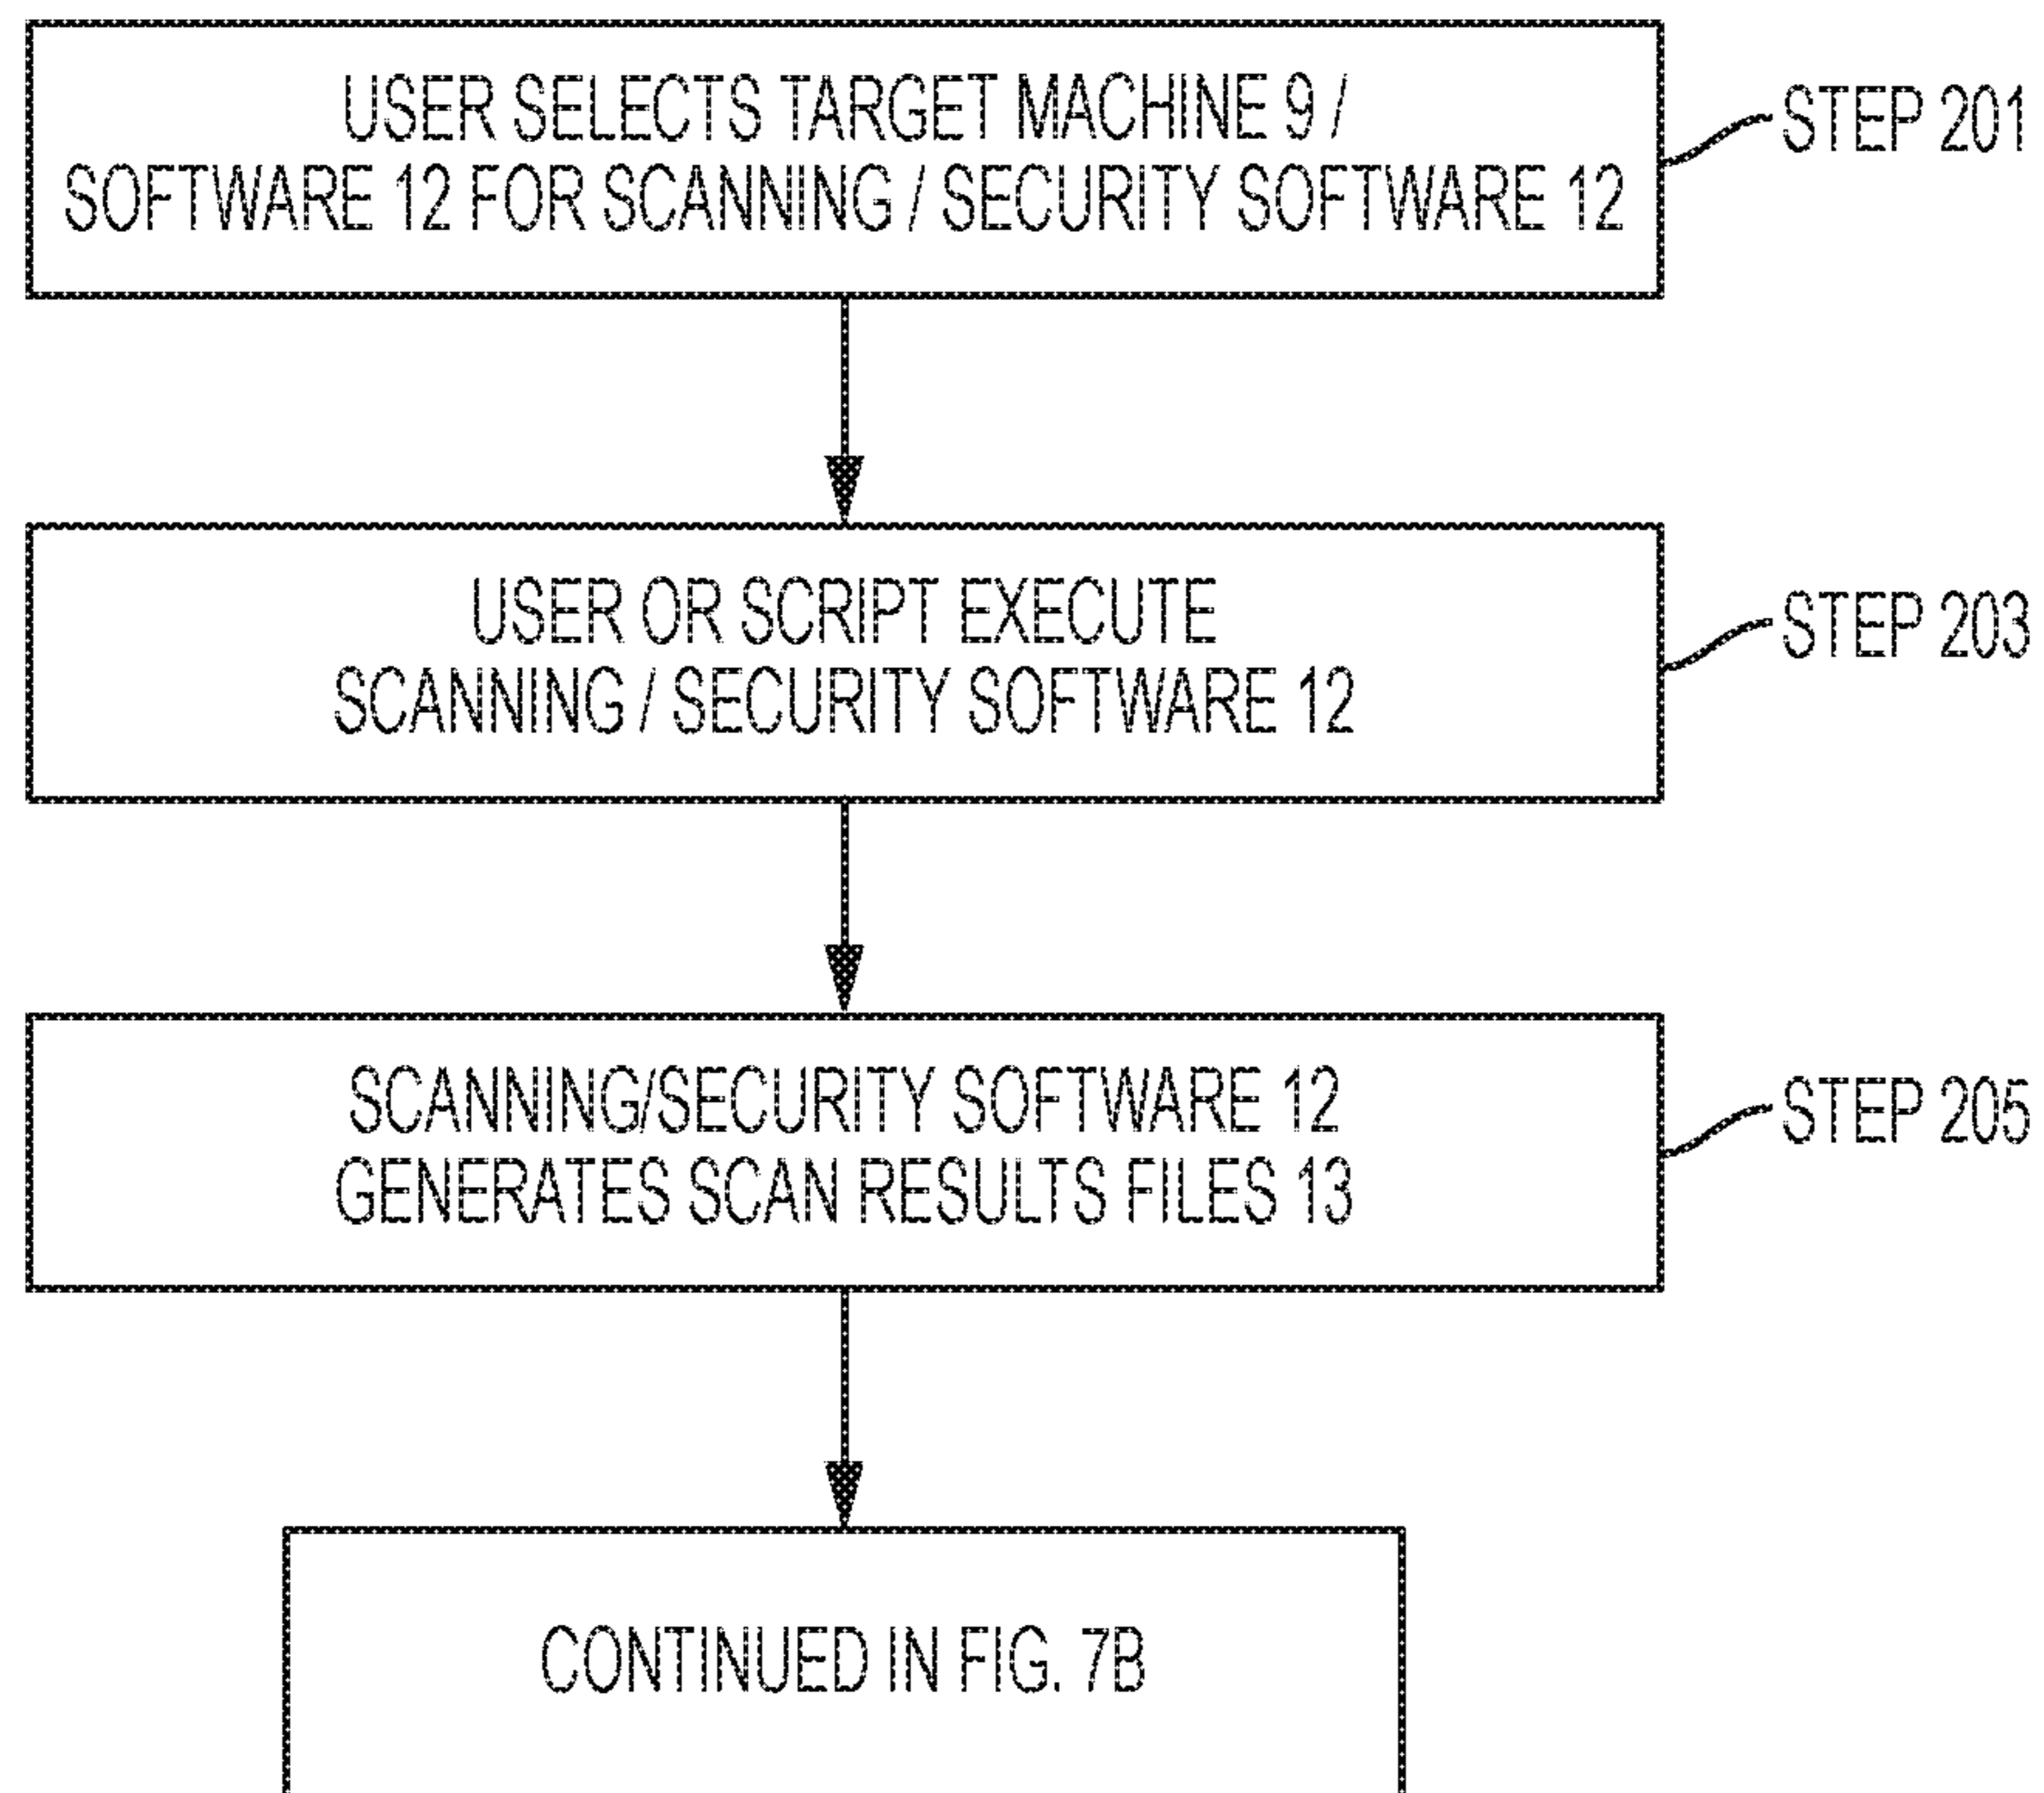 USER SELECTS TARGET MACHINE 9 /
SOFTWARE 12 FOR SCANNING / SECURITY SOFTWARE 12
STEP 201
USER OR SCRIPT EXECUTE
SCANNING / SECURITY SOFTWARE 12
STEP 203
SCANNING/SECURITY SOFTWARE 12
GENERATES SCAN RESULTS FILES 13
STEP 205
CONTINUED IN FIG. 7B